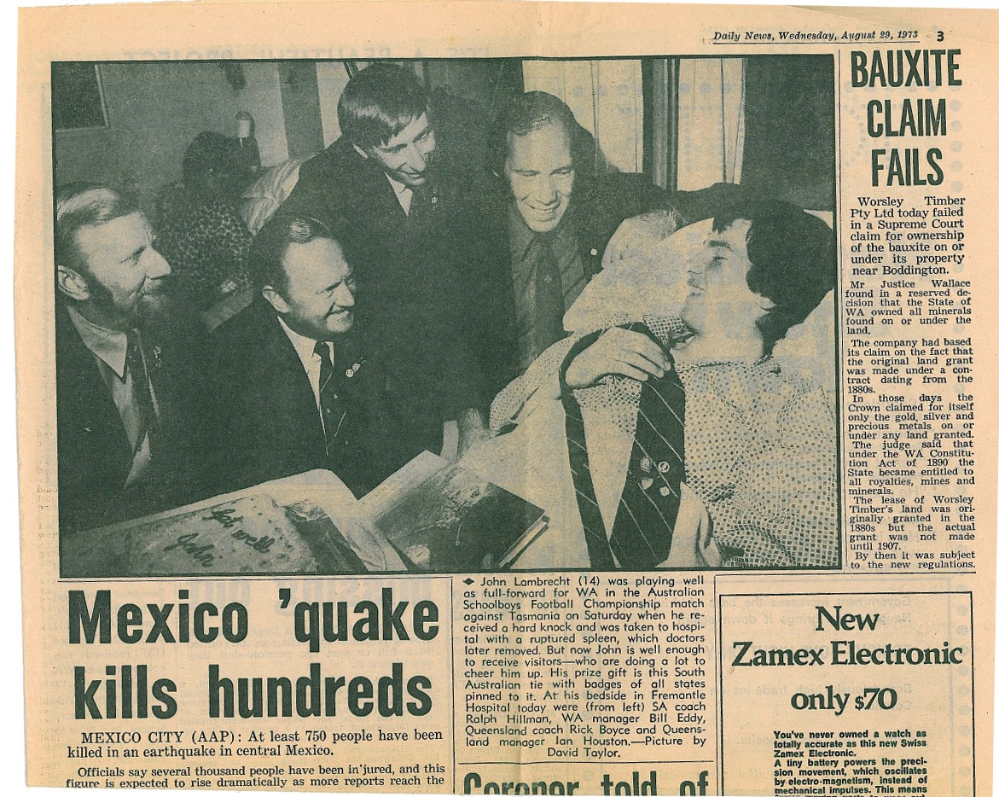 Daily News, Wednesday, August 29, 1973 3
BAUXITE
CLAIM
FAILS
Worsley Timber
Pty Ltd today failed
in a Supreme Court
claim for ownership
of the bauxite on or
under its property
near Boddington.
Mr Justice Wallace
found in a reserved de-
cision that the State of
WA owned all minerals
found on or under the
land.
The company had based
its claim on the fact that
the original land grant
was made under a con-
tract dating from the
1880s.
In those days the
Crown claimed for itself
only the gold, silver and
precious metals on or
under any land granted.
The judge said that
under the WA Constitu-
tion Act of 1890 the
State became entitled to
all royalties, mines and
minerals.
The lease of Worsley
Timber's land was ori-
ginally granted in the
1880s but the actual
grant was not made
until 1907.
By then it was subject
to the new regulations.
Get well
John
Mexico 'quake
kills hundreds
MEXICO CITY (AAP): At least 750 people have been
killed in an earthquake in central Mexico.
Officials say several thousand people have been in'jured, and this
figure is expected to rise dramatically as more reports reach the
◆ John Lambrecht (14) was playing well
as full-forward for WA in the Australian
Schoolboys Football Championship match
against Tasmania on Saturday when he re-
ceived a hard knock and was taken to hospi-
tal with a ruptured spleen, which doctors
later removed. But now John is well enough
to receive visitors—who are doing a lot to
cheer him up. His prize gift is this South
Australian tie with badges of all states
pinned to it. At his bedside in Fremantle
Hospital today were (from left) SA coach
Ralph Hillman, WA manager Bill Eddy,
Queensland coach Rick Boyce and Queens-
land manager Ian Houston.—Picture by
David Taylor.
Coroner told of
New
Zamex Electronic
only $70
You've never owned a watch as
totally accurate as this new Swiss
Zamex Electronic.
A tiny battery powers the preci-
sion movement, which oscillates
by electro-magnetism, instead of
mechanical impulses. This means